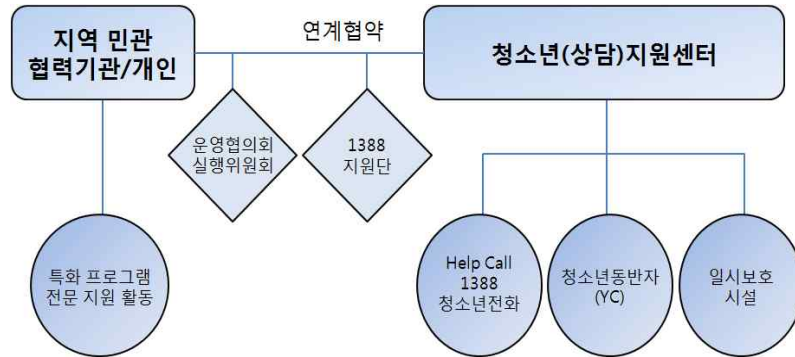 지역 민관
협력기관/개인
연계협약
청소년(상담)지원센터
운영협의회
실행위원회
1388
지원단
특화 프로그램
전문 지원 활동
Help Call
1388
청소년전화
청소년동반자
(YC)
일시보호
시설